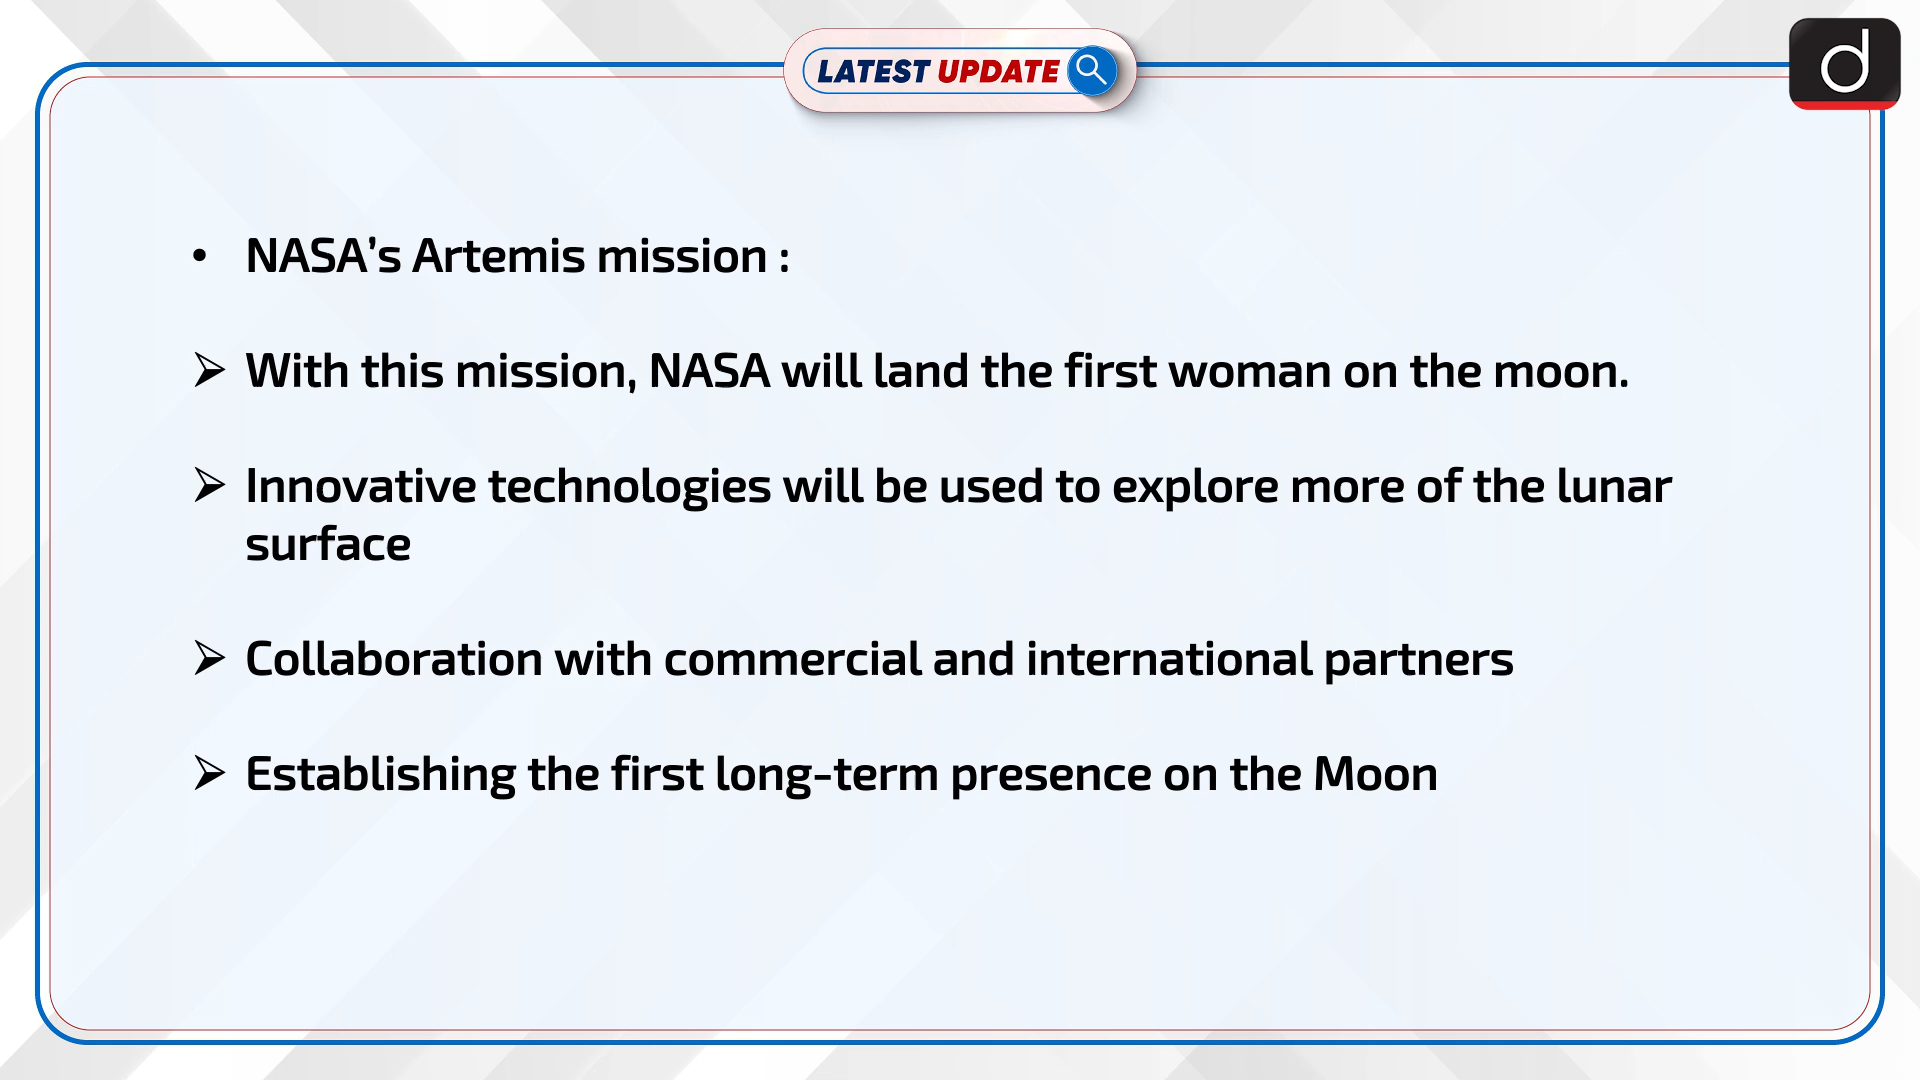 LATEST UPDATE
d
• NASA’s Artemis mission :
➢ With this mission, NASA will land the first woman on the moon.
➢ Innovative technologies will be used to explore more of the lunar
surface
➢ Collaboration with commercial and international partners
➢ Establishing the first long-term presence on the Moon